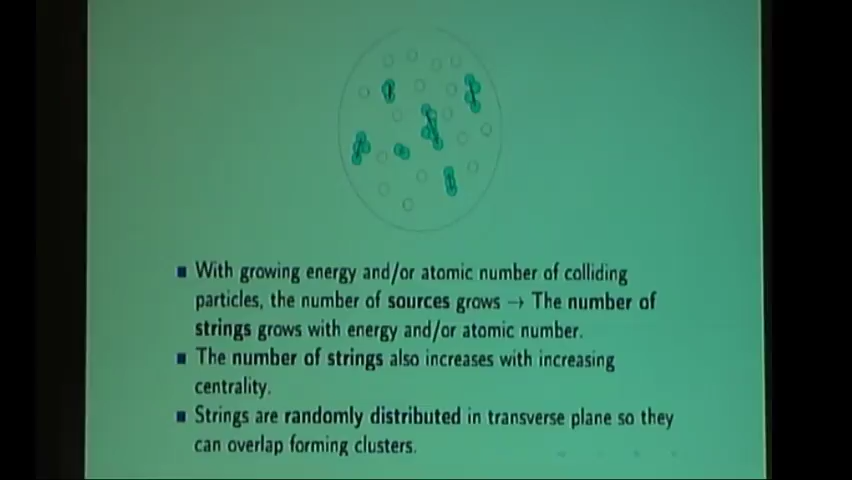 ■ With growing energy and/or atomic number of colliding
particles, the number of sources grows → The number of
strings grows with energy and/or atomic number.
■ The number of strings also increases with increasing
centrality.
■ Strings are randomly distributed in transverse plane so they
can overlap forming clusters.